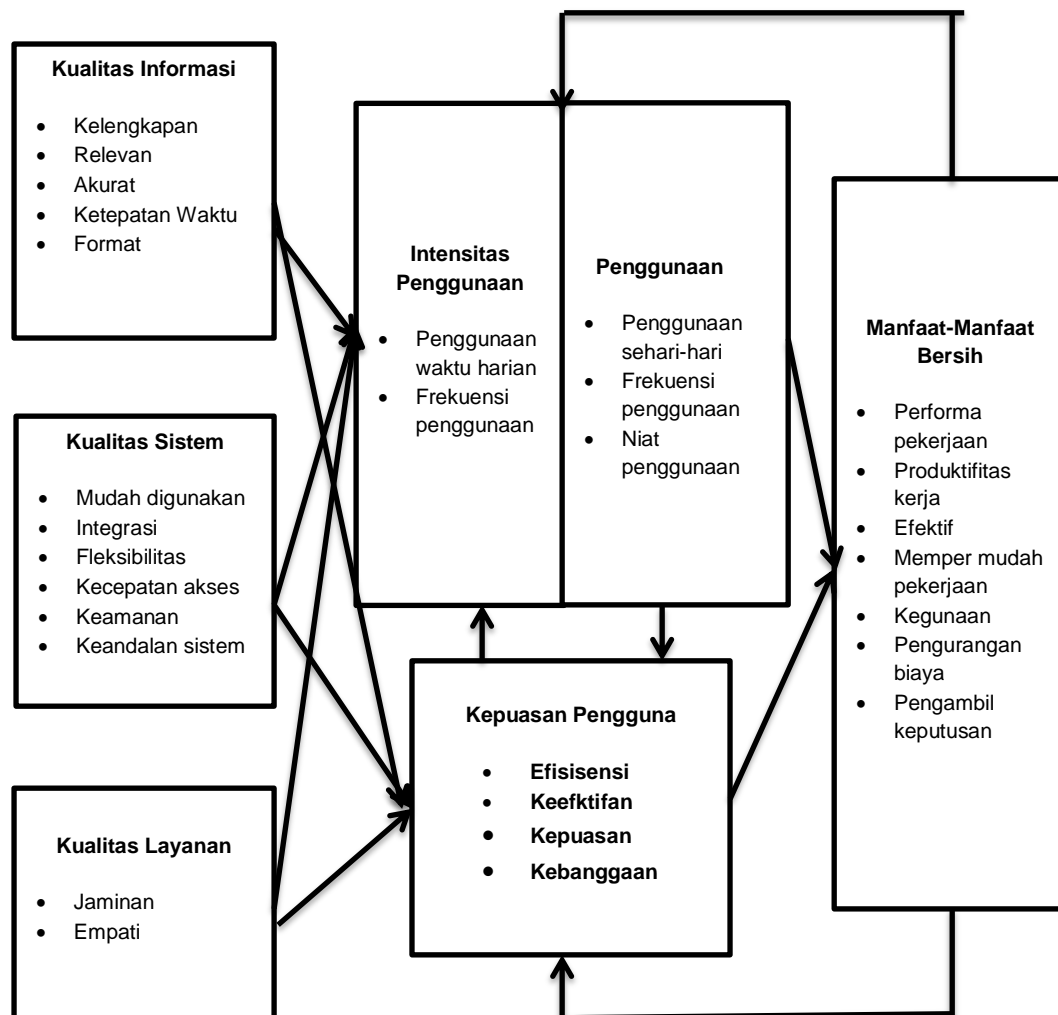 Kualitas Informasi
• Kelengkapan
• Relevan
• Akurat
• Ketepatan Waktu
• Format
Kualitas Sistem
• Mudah digunakan
• Integrasi
• Fleksibilitas
• Kecepatan akses
• Keamanan
• Keandalan sistem
Kualitas Layanan
• Jaminan
• Empati
Intensitas
Penggunaan
• Penggunaan
waktu harian
• Frekuensi
penggunaan
Penggunaan
• Penggunaan
sehari-hari
• Frekuensi
penggunaan
• Niat
penggunaan
Kepuasan Pengguna
• Efisisensi
• Keefktifan
• Kepuasan
• Kebanggaan
Manfaat-Manfaat
Bersih
• Performa
pekerjaan
• Produktifitas
kerja
• Efektif
• Memper mudah
pekerjaan
• Kegunaan
• Pengurangan
biaya
• Pengambil
keputusan